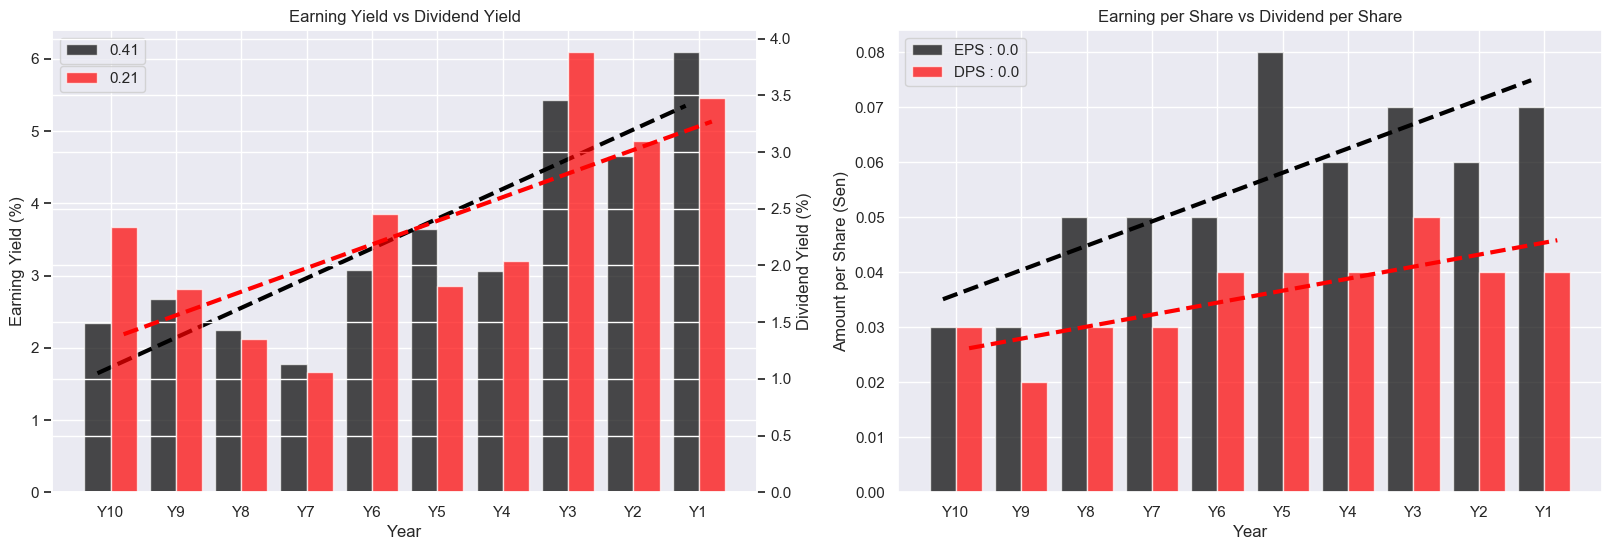 Earning Yield vs Dividend Yield
0.41
0.21
Earning Yield (%)
6
5
4
3
2
1
0
Dividend Yield (%)
4.0
3.5
3.0
2.5
2.0
1.5
1.0
0.5
0.0
Y10 Y9 Y8 Y7 Y6 Y5 Y4 Y3 Y2 Y1
Year
Earning per Share vs Dividend per Share
EPS : 0.0
DPS : 0.0
Amount per Share (Sen)
0.08
0.07
0.06
0.05
0.04
0.03
0.02
0.01
0.00
Y10 Y9 Y8 Y7 Y6 Y5 Y4 Y3 Y2 Y1
Year